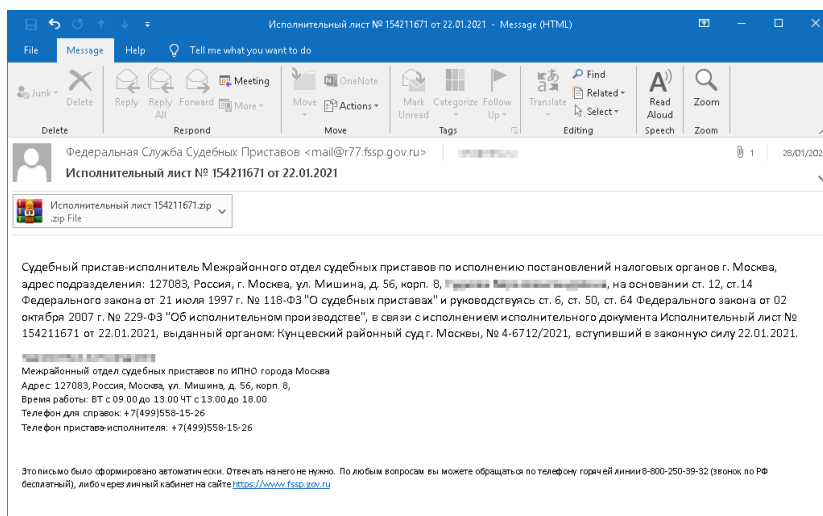 Исполнительный лист № 154211671 от 22.01.2021 - Message (HTML)
File Message Help Tell me what you want to do
Junk
Delete
Reply
Reply All
Forward
Meeting
More
Move
OneNote
Actions
Mark Unread
Categorize
Follow Up
Translate
Find
Related
Select
Read Aloud
Zoom
Delete Respond Move Tags Editing Speech Zoom
Федеральная Служба Судебных Приставов <mail@r77.fssp.gov.ru>
1 28/01/202
Исполнительный лист № 154211671 от 22.01.2021
Исполнительный лист 154211671.zip
.zip File
Судебный пристав-исполнитель Межрайонного отдел судебных приставов по исполнению постановлений налоговых органов г. Москва,
адрес подразделения: 127083, Россия, г. Москва, ул. Мишина, д. 56, корп. 8, , на основании ст. 12, ст.14
Федерального закона от 21 июля 1997 г. № 118-ФЗ "О судебных приставах" и руководствуясь ст. 6, ст. 50, ст. 64 Федерального закона от 02
октября 2007 г. № 229-ФЗ "Об исполнительном производстве", в связи с исполнением исполнительного документа Исполнительный лист №
154211671 от 22.01.2021, выданный органом: Кунцевский районный суд г. Москвы, № 4-6712/2021, вступивший в законную силу 22.01.2021.
Межрайонный отдел судебных приставов по ИПНО города Москва
Адрес: 127083, Россия, Москва, ул. Мишина, д. 56, корп. 8,
Время работы: ВТ с 09.00 до 13.00 ЧТ с 13.00 до 18.00
Телефон для справок: +7(499)558-15-26
Телефон пристава-исполнителя: +7(499)558-15-26
Это письмо было сформировано автоматически. Отвечать на него не нужно. По любым вопросам вы можете обращаться по телефону горячей линии 8-800-250-39-32 (звонок по РФ
бесплатный), либо через личный кабинет на сайте https://www.fssp.gov.ru